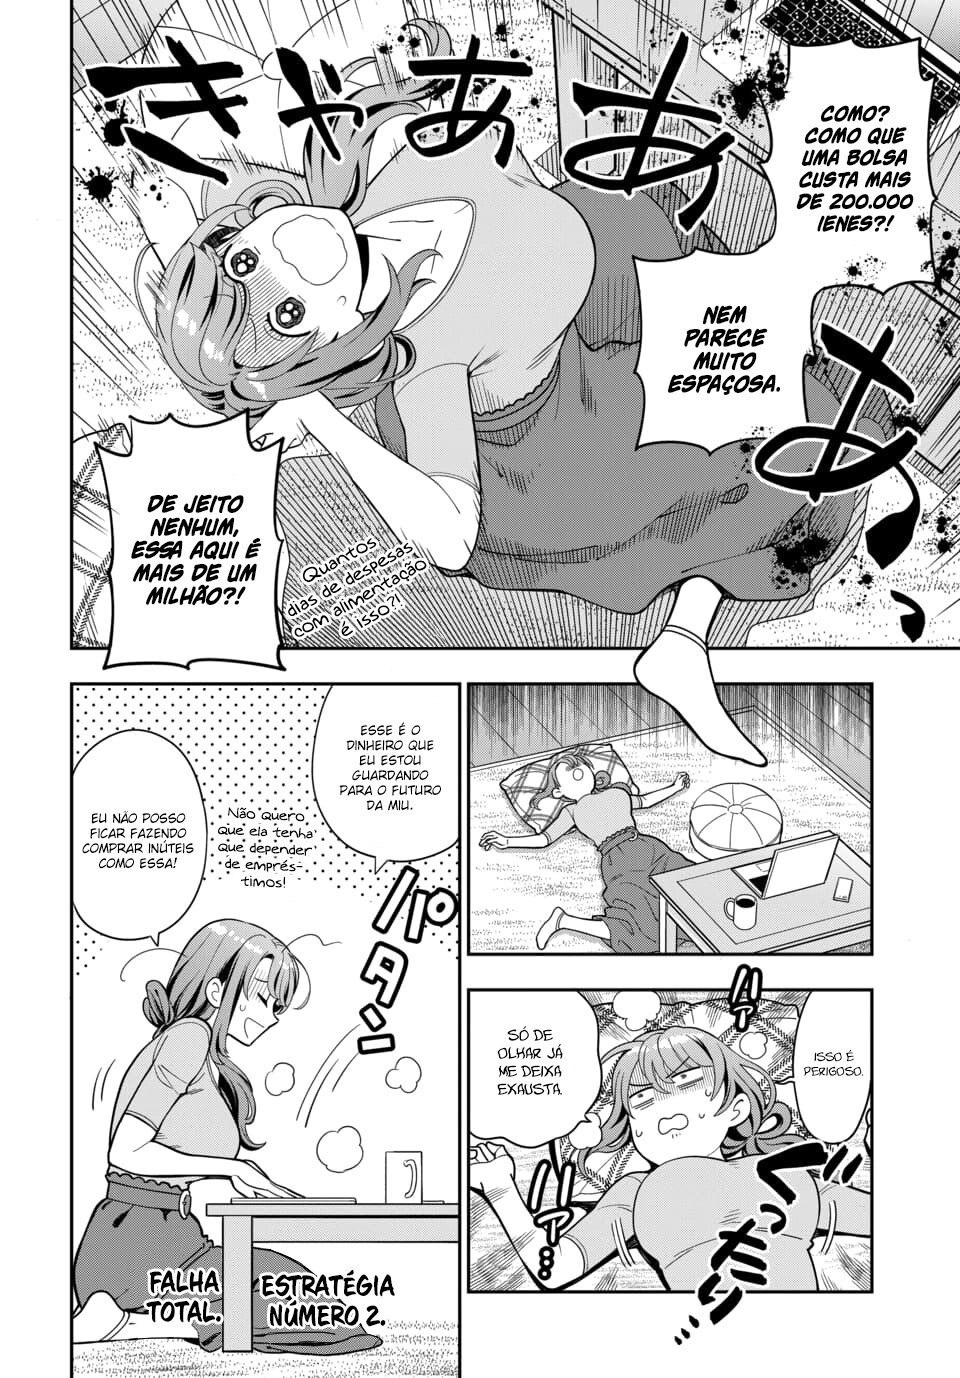 COMO?
COMO QUE
UMA BOLSA
CUSTA MAIS
DE 200.000
IENES?!
きゃああああ
NEM
PARECE
MUITO
ESPAÇOSA.
DE JEITO
NENHUM,
ESSA AQUI É
MAIS DE UM
MILHÃO?!
Quantos
dias de despesas
com alimentação
é isso?!
ISSO É
PERIGOSO.
SÓ DE
OLHAR JÁ
ME DEIXA
EXAUSTA.
ハァ
ハァ
ぐったり
ESSE É O
DINHEIRO QUE
EU ESTOU
GUARDANDO
PARA O FUTURO
DA MIU.
Não quero
que ela tenha
que depender
de emprés-
timos!
EU NÃO POSSO
FICAR FAZENDO
COMPRAR INÚTEIS
COMO ESSA!
パタン
ESTRATÉGIA
NÚMERO 2.
FALHA
TOTAL.